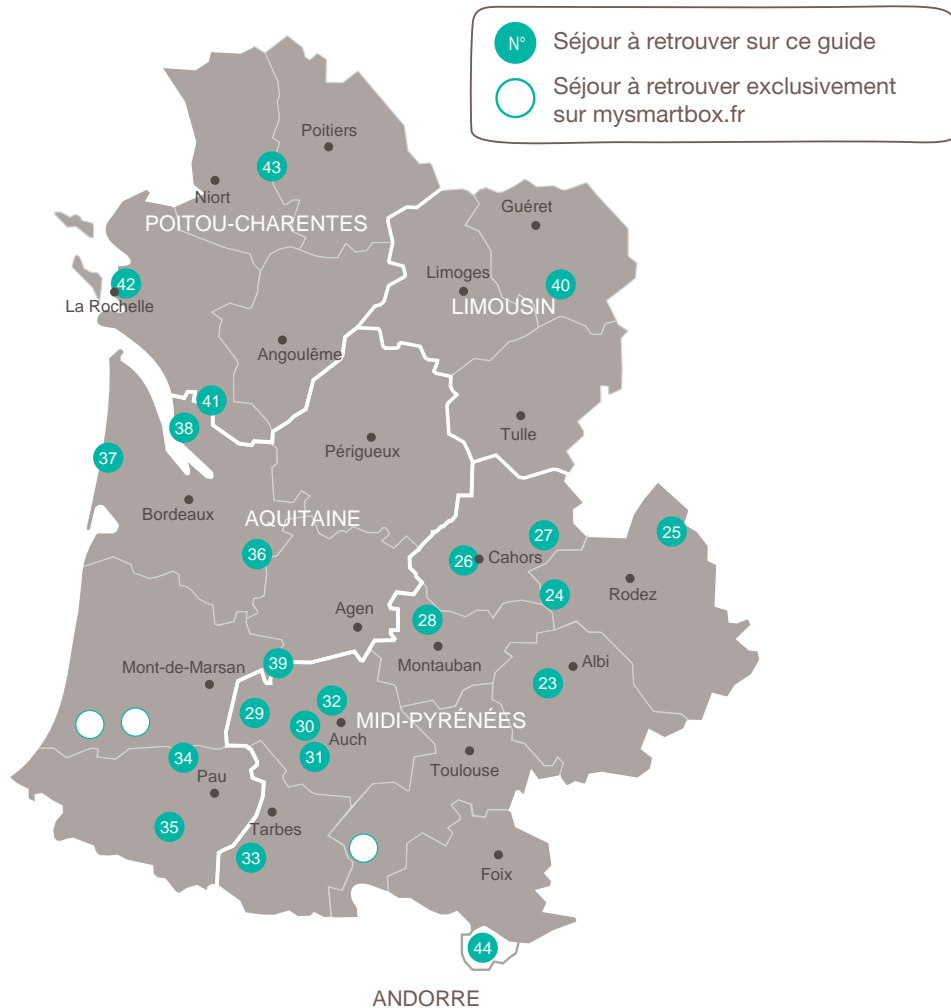 N° Séjour à retrouver sur ce guide
Séjour à retrouver exclusivement
sur mysmartbox.fr
Poitiers
43
Niort
POITOU-CHARENTES
Guéret
42
La Rochelle
Limoges
40
LIMOUSIN
Angoulême
41
38
Tulle
Périgueux
37
Bordeaux
AQUITAINE
25
27
36
26
Cahors
Rodez
24
Agen
28
Montauban
39
Mont-de-Marsan
Albi
23
32
29
30
MIDI-PYRÉNÉES
Auch
31
Toulouse
34
Pau
35
Tarbes
33
Foix
44
ANDORRE